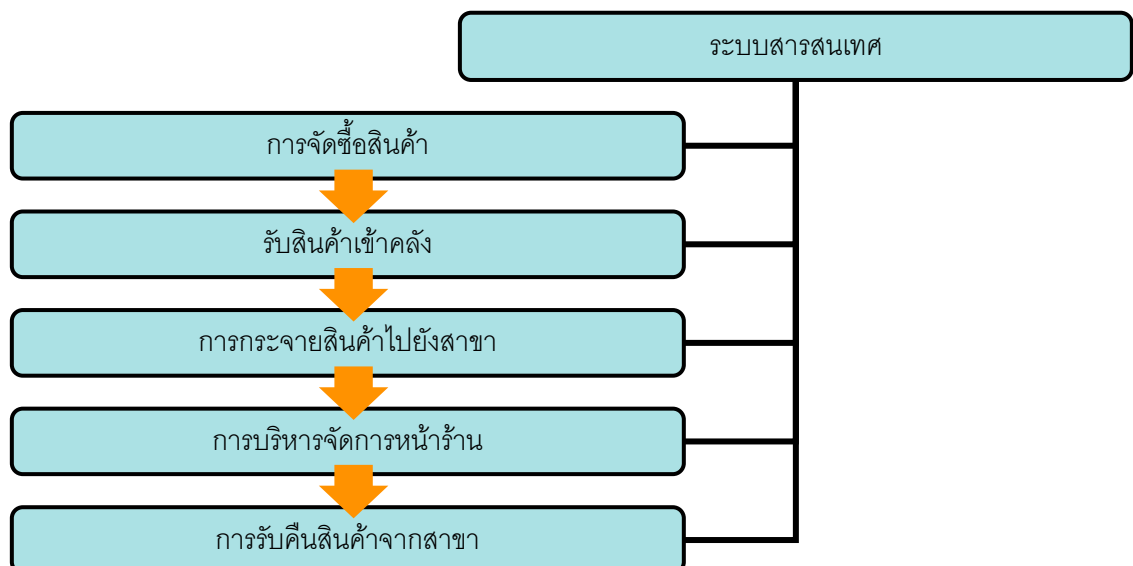 ระบบสารสนเทศ
การจัดซื้อสินค้า
รับสินค้าเข้าคลัง
การกระจายสินค้าไปยังสาขา
การบริหารจัดการหน้าร้าน
การรับคืนสินค้าจากสาขา